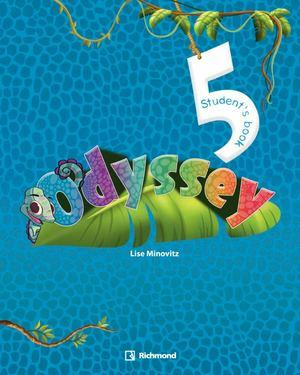 5
Student's book
Odyssey
Lise Minovitz
Richmond